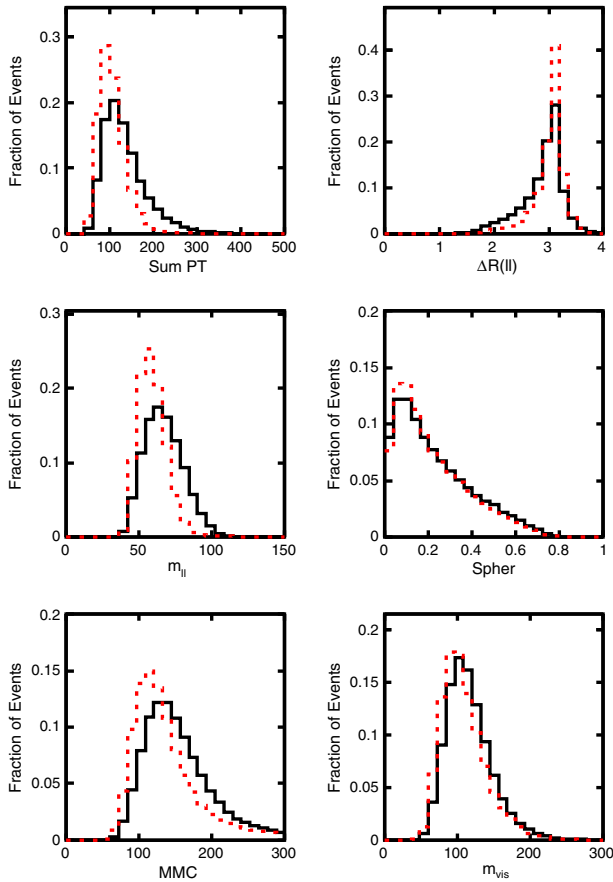 0.3
0.2
0.1
0
Fraction of Events
0 100 200 300 400 500
Sum PT
0.4
0.3
0.2
0.1
0
Fraction of Events
0 1 2 3 4
ΔR(ll)
0.3
0.2
0.1
0
Fraction of Events
0 50 100 150
m_ll
0.2
0.15
0.1
0.05
0
Fraction of Events
0 0.2 0.4 0.6 0.8 1
Spher
0.2
0.15
0.1
0.05
0
Fraction of Events
0 100 200 300
MMC
0.2
0.15
0.1
0.05
0
Fraction of Events
0 100 200 300
m_vis